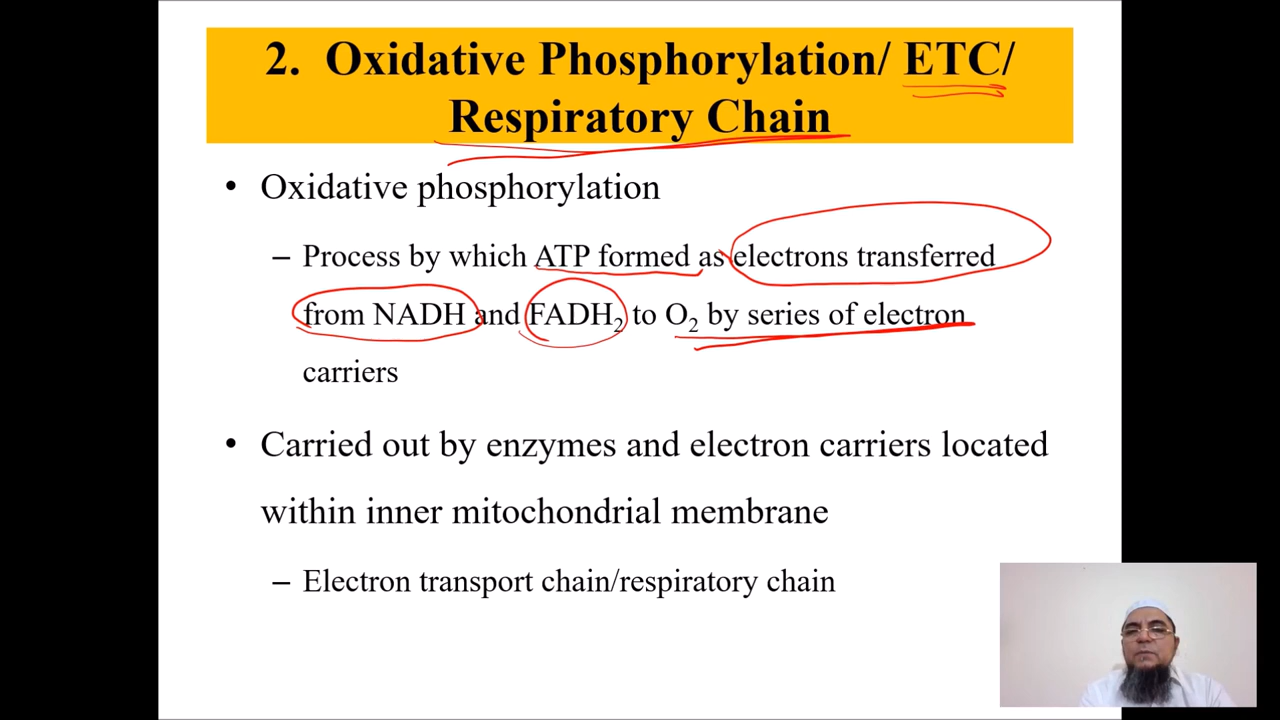 2. Oxidative Phosphorylation/ ETC/
Respiratory Chain
• Oxidative phosphorylation
– Process by which ATP formed as electrons transferred
from NADH and FADH₂ to O₂ by series of electron
carriers
• Carried out by enzymes and electron carriers located
within inner mitochondrial membrane
– Electron transport chain/respiratory chain